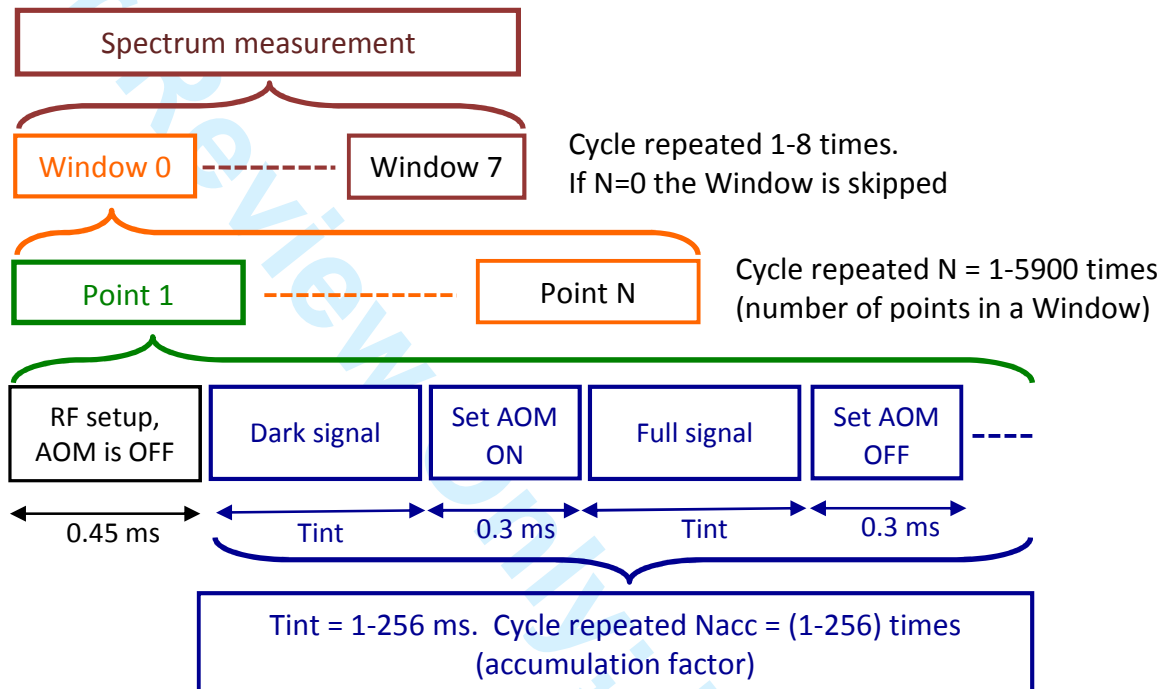 Spectrum measurement
Window 0
Window 7
Cycle repeated 1-8 times.
If N=0 the Window is skipped
Point 1
Point N
Cycle repeated N = 1-5900 times
(number of points in a Window)
RF setup,
AOM is OFF
Dark signal
Set AOM
ON
Full signal
Set AOM
OFF
0.45 ms
Tint
0.3 ms
Tint
0.3 ms
Tint = 1-256 ms. Cycle repeated Nacc = (1-256) times
(accumulation factor)
Review Only